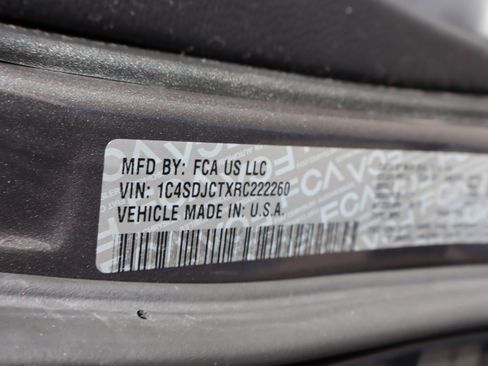 MFD BY: FCA US LLC
VIN: 1C4SDJCTXRC222260
VEHICLE MADE IN: U.S.A.